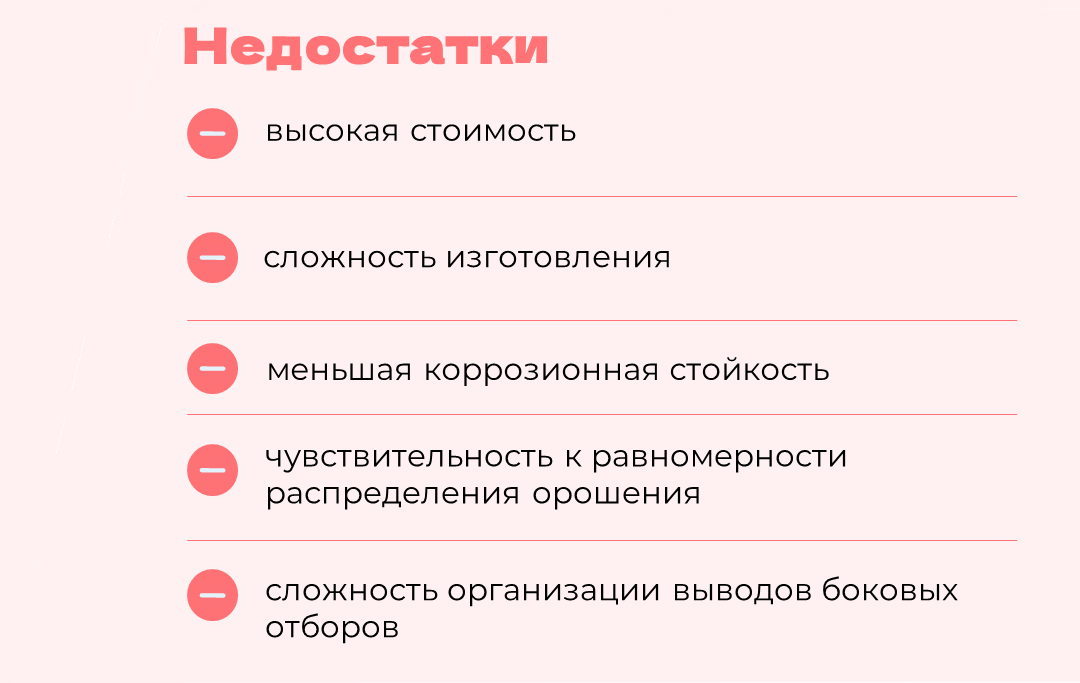 Недостатки
высокая стоимость
сложность изготовления
меньшая коррозионная стойкость
чувствительность к равномерности
распределения орошения
сложность организации выводов боковых
отборов